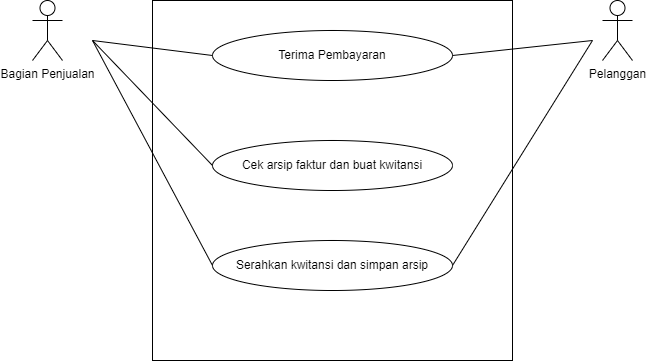 Terima Pembayaran
Bagian Penjualan
Pelanggan
Cek arsip faktur dan buat kwitansi
Serahkan kwitansi dan simpan arsip